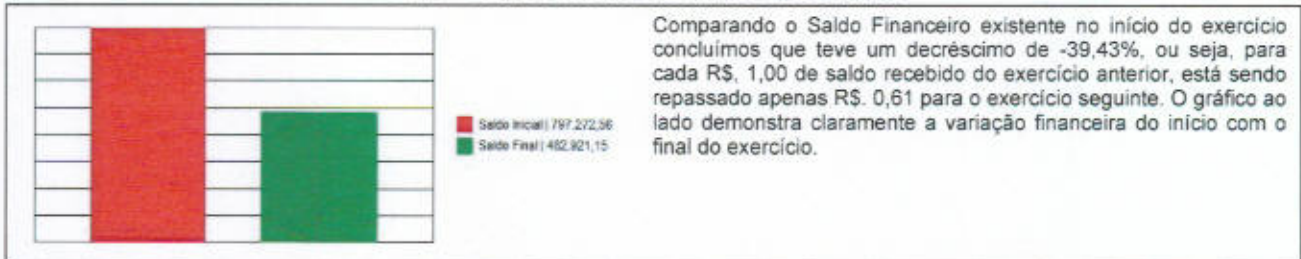 Saldo Inicial | 797.272,56
Saldo Final | 482.921,15
Comparando o Saldo Financeiro existente no início do exercício
concluímos que teve um decréscimo de -39,43%, ou seja, para
cada R$. 1,00 de saldo recebido do exercício anterior, está sendo
repassado apenas R$. 0,61 para o exercício seguinte. O gráfico ao
lado demonstra claramente a variação financeira do início com o
final do exercício.